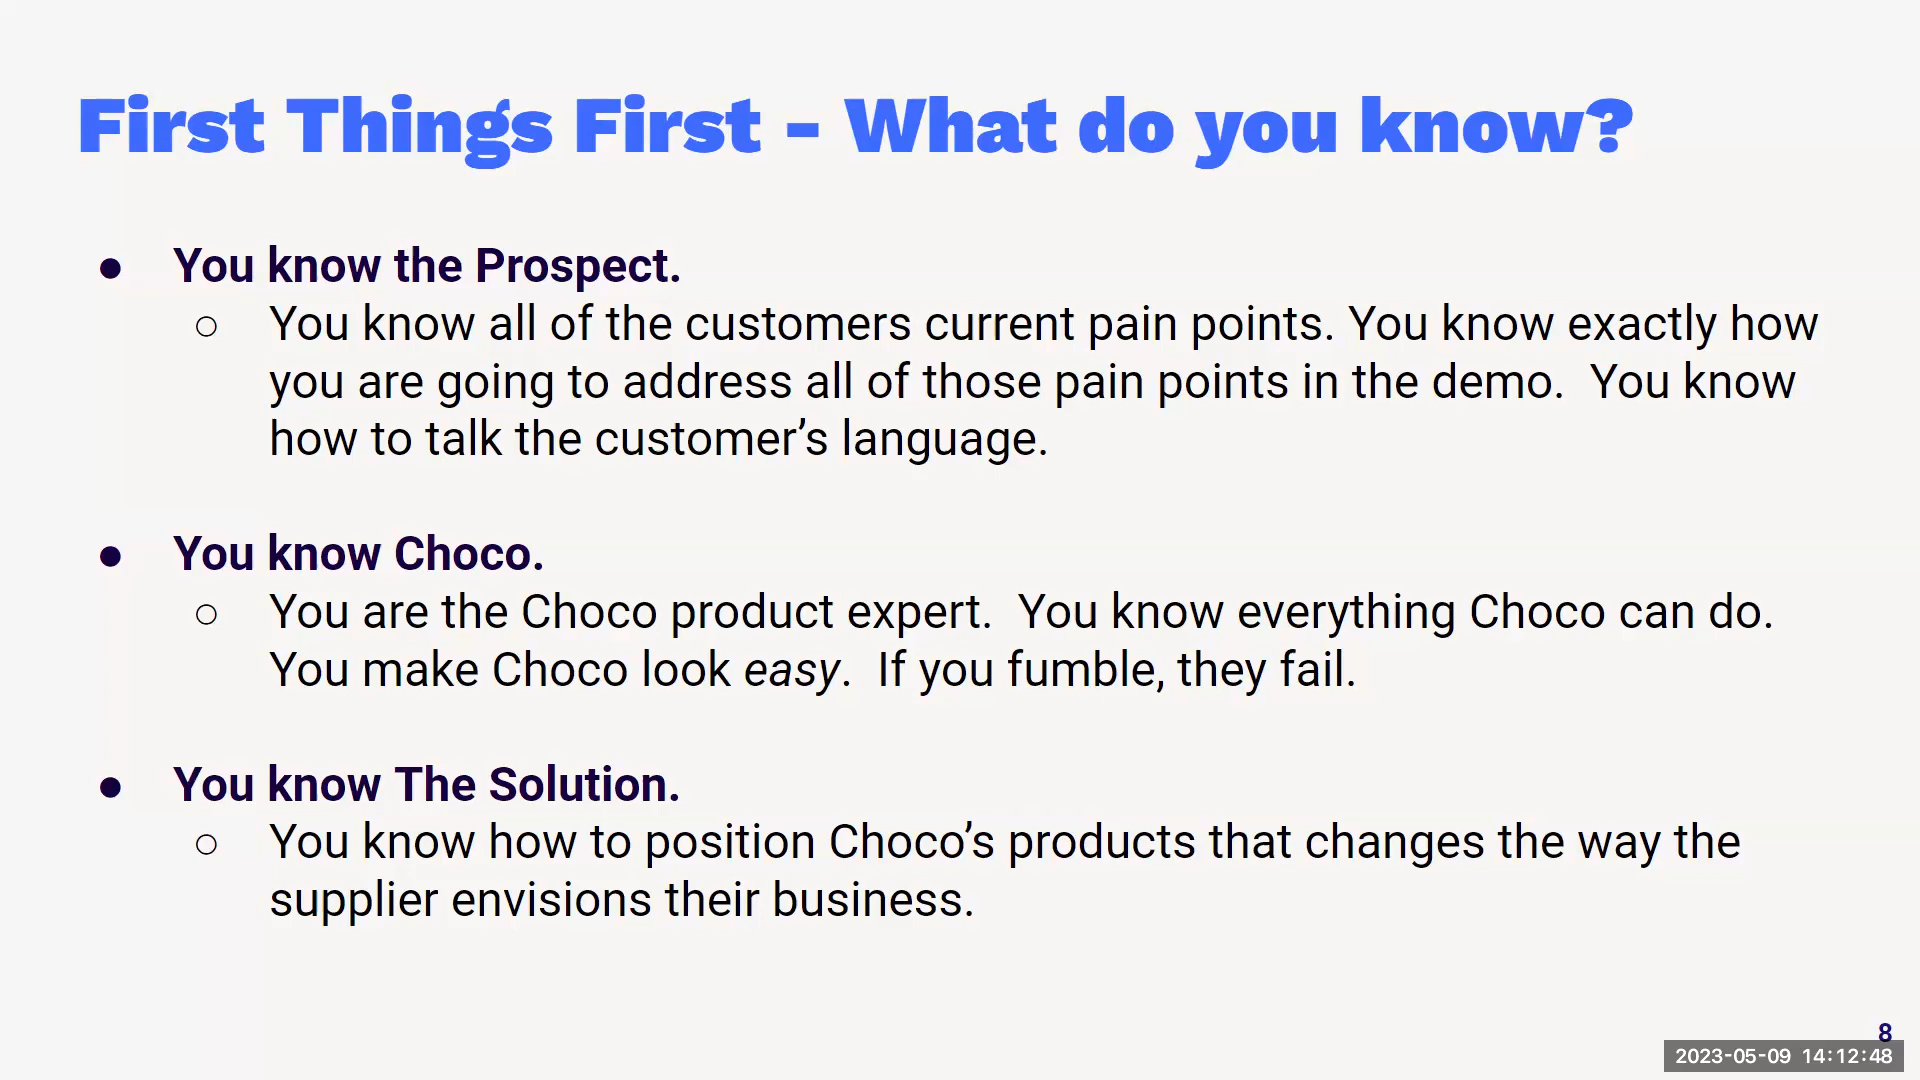 First Things First - What do you know?
● You know the Prospect.
○ You know all of the customers current pain points. You know exactly how
you are going to address all of those pain points in the demo.  You know
how to talk the customer’s language.
● You know Choco.
○ You are the Choco product expert.  You know everything Choco can do.
You make Choco look easy.  If you fumble, they fail.
● You know The Solution.
○ You know how to position Choco’s products that changes the way the
supplier envisions their business.
8
2023-05-09 14:12:48